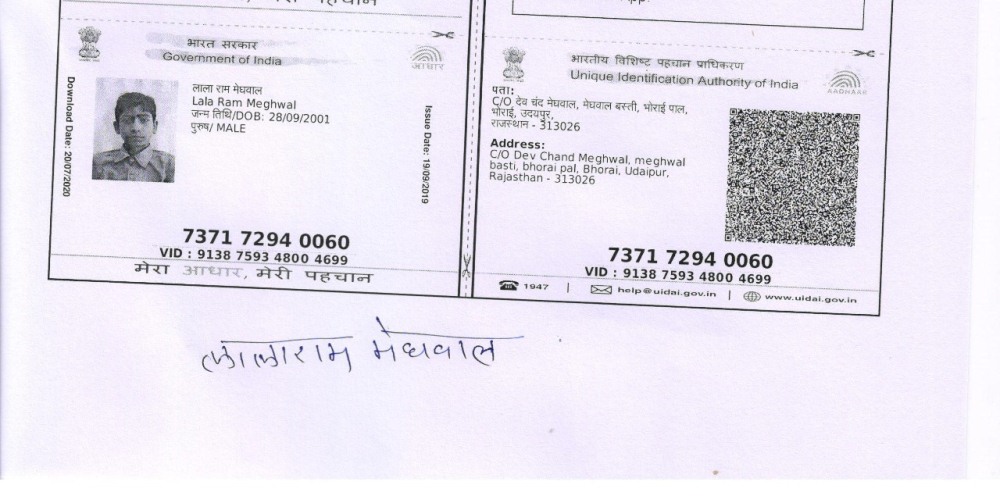 भारत सरकार
Government of India
आधार
Download Date: 20/07/2020
लाला राम मेघवाल
Lala Ram Meghwal
जन्म तिथि/DOB: 28/09/2001
पुरुष/ MALE
Issue Date: 19/09/2019
7371 7294 0060
VID : 9138 7593 4800 4699
मेरा आधार, मेरी पहचान
भारतीय विशिष्ट पहचान प्राधिकरण
Unique Identification Authority of India
AADHAAR
पता:
C/O देव चंद मेघवाल, मेघवाल बस्ती, भोराई पाल,
भोराई, उदयपुर,
राजस्थान - 313026
Address:
C/O Dev Chand Meghwal, meghwal
basti, bhorai pal, Bhorai, Udaipur,
Rajasthan - 313026
7371 7294 0060
VID : 9138 7593 4800 4699
1947 | help@uidai.gov.in | www.uidai.gov.in
लालाराम मेघवाल